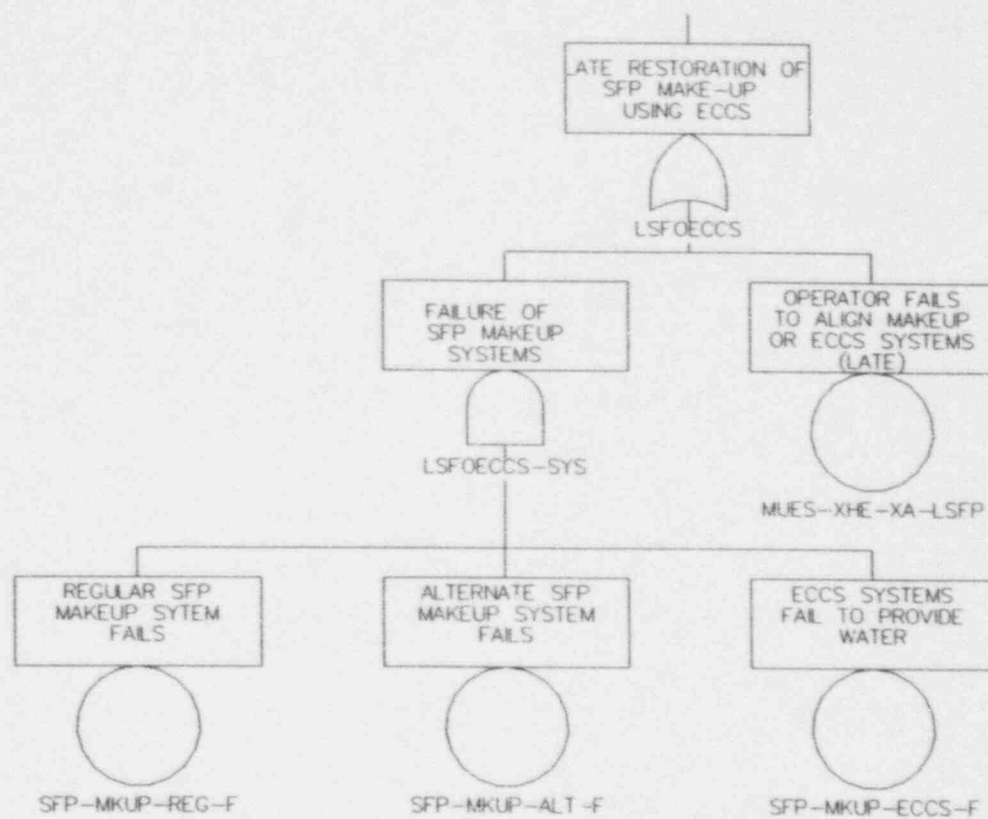 LATE RESTORATION OF
SFP MAKE-UP
USING ECCS
LSFOECCS
FAILURE OF
SFP MAKEUP
SYSTEMS
LSFOECCS-SYS
OPERATOR FAILS
TO ALIGN MAKEUP
OR ECCS SYSTEMS
(LATE)
MUES-XHE-XA-LSFP
REGULAR SFP
MAKEUP SYTEM
FAILS
SFP-MKUP-REG-F
ALTERNATE SFP
MAKEUP SYSTEM
FAILS
SFP-MKUP-ALT-F
ECCS SYSTEMS
FAIL TO PROVIDE
WATER
SFP-MKUP-ECCS-F